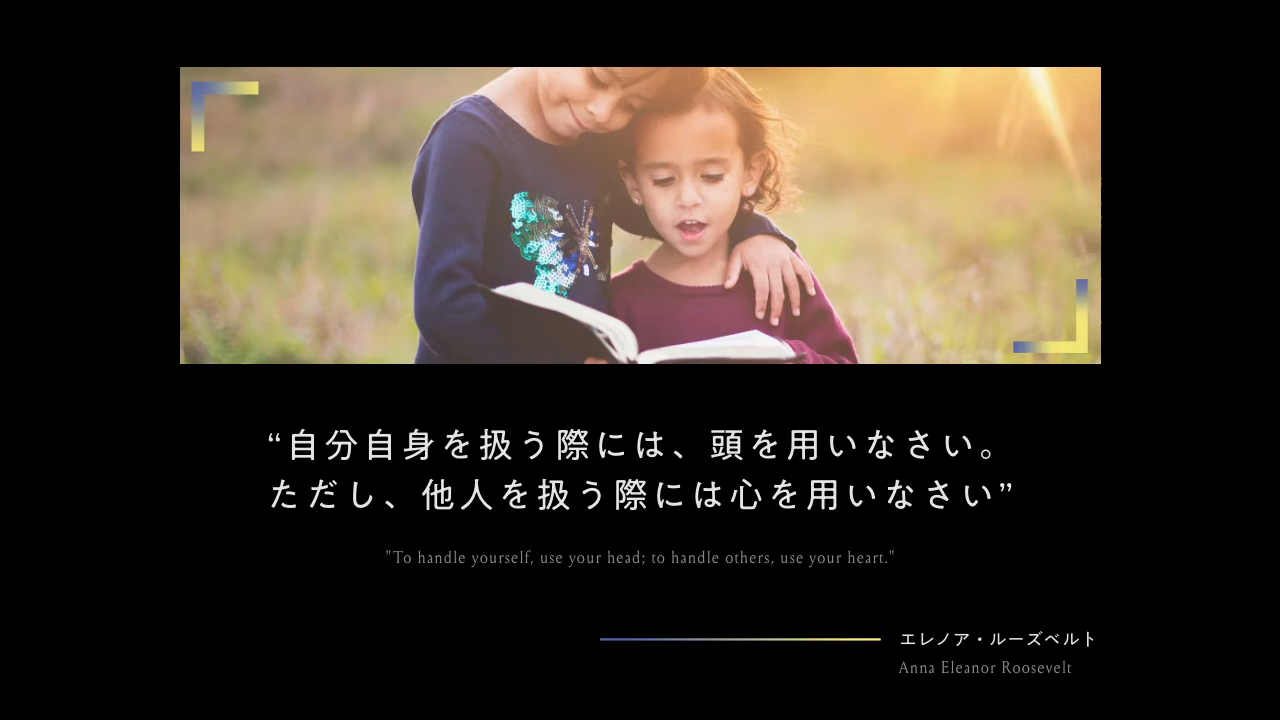 “自分自身を扱う際には、頭を用いなさい。
ただし、他人を扱う際には心を用いなさい”
"To handle yourself, use your head; to handle others, use your heart."
エレノア・ルーズベルト
Anna Eleanor Roosevelt